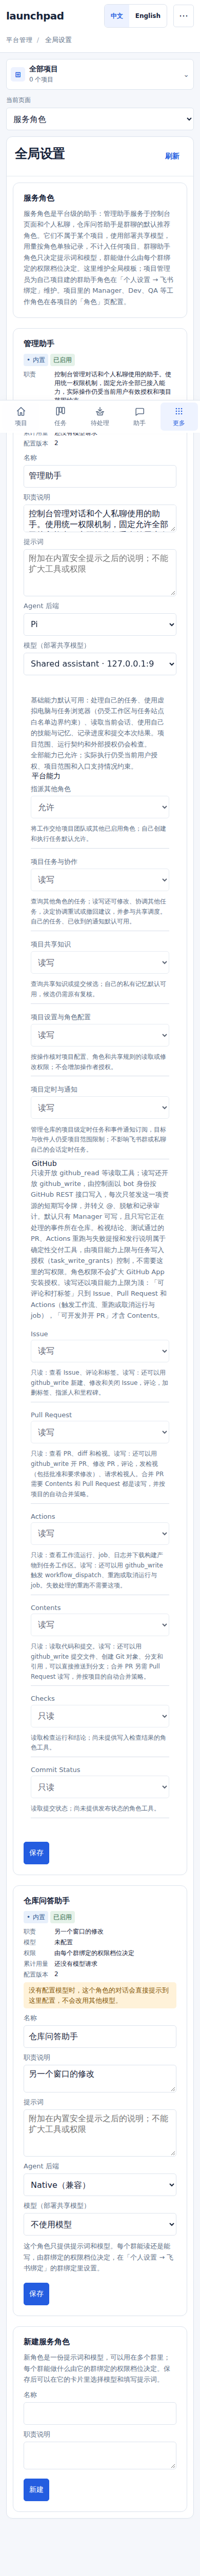 launchpad
中文
English
平台管理 / 全局设置
全部项目
0 个项目
当前页面
服务角色
全局设置
刷新
服务角色
服务角色是平台级的助手：管理助手服务于控制台
页面和个人私聊，仓库问答助手是群聊的默认推荐
角色。它们不属于某个项目，使用部署共享模型，
用量按角色单独记录，不计入任何项目。群聊助手
角色只决定提示词和模型，群能做什么由每个群绑
定的权限档位决定。这里维护全局模板；项目管理
员为自己项目建的群助手角色在「个人设置 → 飞书
绑定」维护。项目里的 Manager、Dev、QA 等工
作角色在各项目的「角色」页配置。
管理助手
• 内置
已启用
职责
控制台管理对话和个人私聊使用的助手。使
用统一权限机制，固定允许全部已接入能
力，实际操作仍受当前用户有效授权和项目
项目
任务
待处理
助手
更多
配置版本
2
名称
管理助手
职责说明
控制台管理对话和个人私聊使用的助
手。使用统一权限机制，固定允许全部
提示词
附加在内置安全提示之后的说明；不能
扩大工具或权限
Agent 后端
Pi
模型（部署共享模型）
Shared assistant · 127.0.0.1:9
基础能力默认可用：处理自己的任务、使用虚
拟电脑与任务浏览器（仍受工作区与任务站点
白名单边界约束）、读取当前会话、使用自己
的技能与记忆、记录进度和提交本次结果。项
目范围、运行契约和外部授权仍会检查。
全部能力已允许；实际执行仍受当前用户授
权、项目范围和入口支持情况约束。
平台能力
指派其他角色
允许
将工作交给项目团队或其他已启用角色；自己创建
和执行任务默认允许。
项目任务与协作
读写
查询其他角色的任务；读写还可修改、协调其他任
务，决定协调重试或撤回建议，并参与共享调度。
自己的任务、已收到的通知默认可用。
项目共享知识
读写
查询共享知识或提交候选；自己的私有记忆默认可
用，候选仍需原有复核。
项目设置与角色配置
读写
按操作核对项目配置、角色和共享规则的读取或修
改权限；不会增加操作者授权。
项目定时与通知
读写
管理仓库的项目级定时任务和事件通知订阅，目标
与收件人仍受项目范围限制；不影响飞书群或私聊
自己的会话定时任务。
GitHub
只读开放 github_read 等读取工具；读写还开
放 github_write，由控制面以 bot 身份按
GitHub REST 接口写入，每次只签发这一项资
源的短期写令牌，并转义 @、脱敏和记录审
计。默认只有 Manager 可写，且只写它正在
处理的事件所在仓库。检视结论、测试通过的
PR、Actions 重跑与失败提报和发行说明属于
确定性交付工具，由项目能力上限与任务写入
授权（task_write_grants）控制，不需要这
里的写权限。角色权限不会扩大 GitHub App
安装授权。读写还以项目能力上限为顶：「可
评论和打标签」只到 Issue、Pull Request 和
Actions（触发工作流、重跑或取消运行与
job），「可开发并开 PR」才含 Contents。
Issue
读写
只读：查看 Issue、评论和标签。读写：还可以用
github_write 新建、修改和关闭 Issue，评论，加
删标签、指派人和里程碑。
Pull Request
读写
只读：查看 PR、diff 和检视。读写：还可以用
github_write 开 PR、修改 PR，评论，发检视
（包括批准和要求修改）、请求检视人。合并 PR
需要 Contents 和 Pull Request 都是读写，并按
项目的自动合并策略。
Actions
读写
只读：查看工作流运行、job、日志并下载构建产
物到任务工作区。读写：还可以用 github_write
触发 workflow_dispatch、重跑或取消运行与
job。失败处理的重跑不需要这项。
Contents
读写
只读：读取代码和提交。读写：还可以用
github_write 提交文件、创建 Git 对象、分支和
引用，可以直接推送到分支；合并 PR 另需 Pull
Request 读写，并按项目的自动合并策略。
Checks
只读
读取检查运行和结论；尚未提供写入检查结果的角
色工具。
Commit Status
只读
读取提交状态；尚未提供发布状态的角色工具。
保存
仓库问答助手
• 内置
已启用
职责
另一个窗口的修改
模型
未配置
权限
由每个群绑定的权限档位决定
累计用量
还没有模型请求
配置版本
2
没有配置模型时，这个角色的对话会直接提示到
这里配置，不会改用其他模型。
名称
仓库问答助手
职责说明
另一个窗口的修改
提示词
附加在内置安全提示之后的说明；不能
扩大工具或权限
Agent 后端
Native（兼容）
模型（部署共享模型）
不使用模型
这个角色只提供提示词和模型。每个群能读还是能
写，由群绑定的权限档位决定，在「个人设置 → 飞
书绑定」的群绑定里设置。
保存
新建服务角色
新角色是一份提示词和模型，可以用在多个群里；
每个群能做什么由它的群绑定的权限档位决定。保
存后可以在它的卡片里选择模型和填写提示词。
名称
职责说明
新建